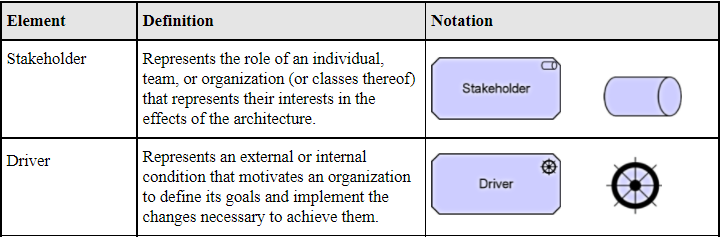 Element
Definition
Notation
Stakeholder
Represents the role of an individual,
team, or organization (or classes thereof)
that represents their interests in the
effects of the architecture.
Stakeholder
Driver
Represents an external or internal
condition that motivates an organization
to define its goals and implement the
changes necessary to achieve them.
Driver